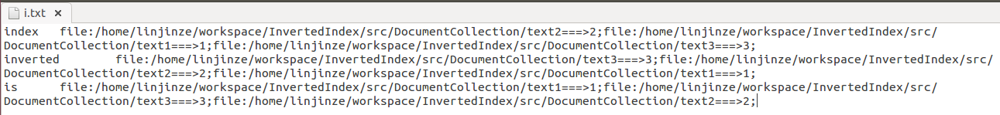 i.txt ×
index	file:/home/linjinze/workspace/InvertedIndex/src/DocumentCollection/text2===>2;file:/home/linjinze/workspace/InvertedIndex/src/
DocumentCollection/text1===>1;file:/home/linjinze/workspace/InvertedIndex/src/DocumentCollection/text3===>3;
inverted	file:/home/linjinze/workspace/InvertedIndex/src/DocumentCollection/text3===>3;file:/home/linjinze/workspace/InvertedIndex/src/
DocumentCollection/text2===>2;file:/home/linjinze/workspace/InvertedIndex/src/DocumentCollection/text1===>1;
is	file:/home/linjinze/workspace/InvertedIndex/src/DocumentCollection/text1===>1;file:/home/linjinze/workspace/InvertedIndex/src/
DocumentCollection/text3===>3;file:/home/linjinze/workspace/InvertedIndex/src/DocumentCollection/text2===>2;